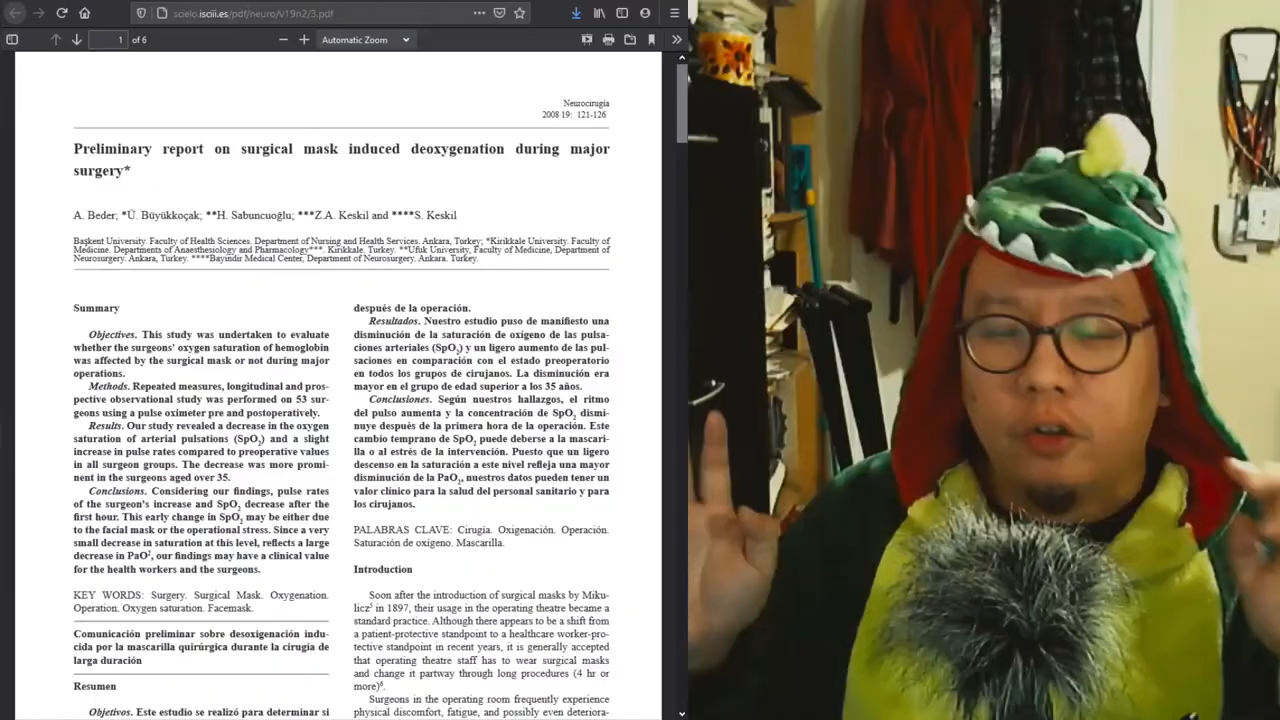 scielo.isciii.es/pdf/neuro/v19n2/3.pdf
1 of 6
Automatic Zoom
Neurocirugía
2008 19: 121-126
Preliminary report on surgical mask induced deoxygenation during major
surgery*
A. Beder; *Ü. Büyükkoçak; **H. Sabuncuoğlu; ***Z.A. Keskil and ****S. Keskil
Başkent University. Faculty of Health Sciences. Department of Nursing and Health Services. Ankara, Turkey; *Kirikkale University. Faculty of
Medicine. Departments of Anaesthesiology and Pharmacology***. Kirikkale. Turkey. **Ufuk University, Faculty of Medicine, Department of
Neurosurgery. Ankara, Turkey. ****Bayindir Medical Center, Department of Neurosurgery. Ankara. Turkey.
Summary
Objectives. This study was undertaken to evaluate
whether the surgeons' oxygen saturation of hemoglobin
was affected by the surgical mask or not during major
operations.
Methods. Repeated measures, longitudinal and pros-
pective observational study was performed on 53 sur-
geons using a pulse oximeter pre and postoperatively.
Results. Our study revealed a decrease in the oxygen
saturation of arterial pulsations (SpO2) and a slight
increase in pulse rates compared to preoperative values
in all surgeon groups. The decrease was more promi-
nent in the surgeons aged over 35.
Conclusions. Considering our findings, pulse rates
of the surgeon's increase and SpO2 decrease after the
first hour. This early change in SpO2 may be either due
to the facial mask or the operational stress. Since a very
small decrease in saturation at this level, reflects a large
decrease in PaO², our findings may have a clinical value
for the health workers and the surgeons.
KEY WORDS: Surgery. Surgical Mask. Oxygenation.
Operation. Oxygen saturation. Facemask.
Comunicación preliminar sobre desoxigenación indu-
cida por la mascarilla quirúrgica durante la cirugía de
larga duración
Resumen
Objetivos. Este estudio se realizó para determinar si
después de la operación.
Resultados. Nuestro estudio puso de manifiesto una
disminución de la saturación de oxígeno de las pulsa-
ciones arteriales (SpO2) y un ligero aumento de las pul-
saciones en comparación con el estado preoperatorio
en todos los grupos de cirujanos. La disminución era
mayor en el grupo de edad superior a los 35 años.
Conclusiones. Según nuestros hallazgos, el ritmo
del pulso aumenta y la concentración de SpO2 dismi-
nuye después de la primera hora de la operación. Este
cambio temprano de SpO2 puede deberse a la mascari-
lla o al estrés de la intervención. Puesto que un ligero
descenso en la saturación a este nivel refleja una mayor
disminución de la PaO2, nuestros datos pueden tener un
valor clínico para la salud del personal sanitario y para
los cirujanos.
PALABRAS CLAVE: Cirugía. Oxigenación. Operación.
Saturación de oxígeno. Mascarilla.
Introduction
Soon after the introduction of surgical masks by Miku-
licz⁵ in 1897, their usage in the operating theatre became a
standard practice. Although there appears to be a shift from
a patient-protective standpoint to a healthcare worker-pro-
tective standpoint in recent years, it is generally accepted
that operating theatre staff has to wear surgical masks
and change it partway through long procedures (4 hr or
more)⁶.
Surgeons in the operating room frequently experience
physical discomfort, fatigue, and possibly even deteriora-